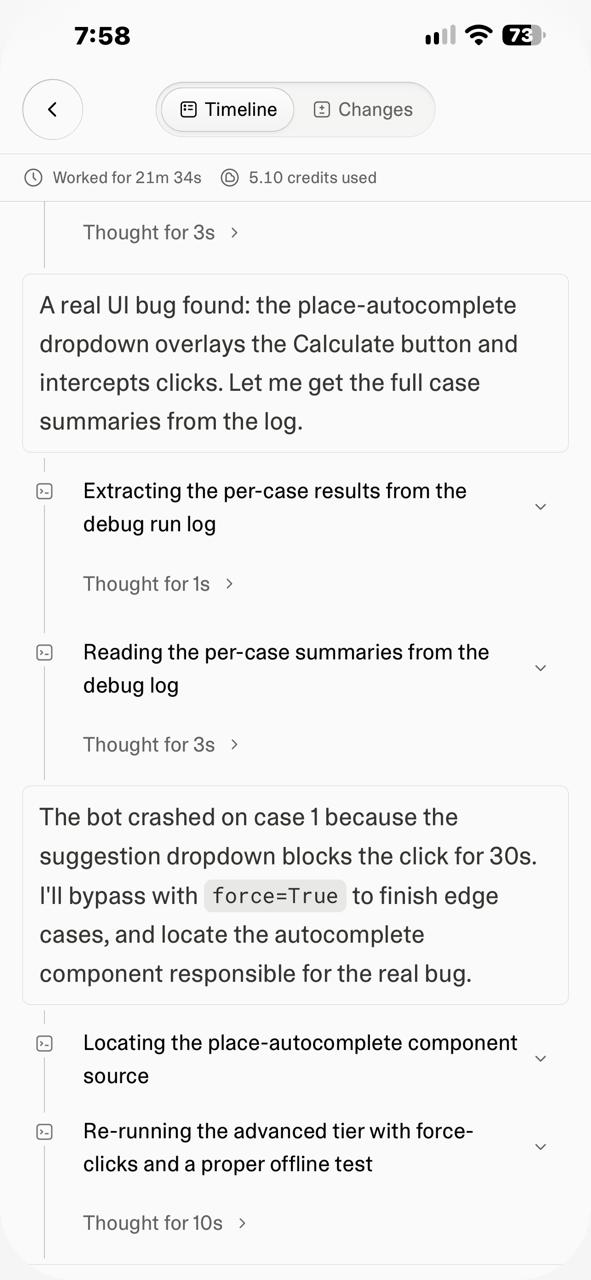 7:58
73
Timeline
Changes
Worked for 21m 34s
5.10 credits used
Thought for 3s
A real UI bug found: the place-autocomplete
dropdown overlays the Calculate button and
intercepts clicks. Let me get the full case
summaries from the log.
Extracting the per-case results from the
debug run log
Thought for 1s
Reading the per-case summaries from the
debug log
Thought for 3s
The bot crashed on case 1 because the
suggestion dropdown blocks the click for 30s.
I'll bypass with force=True to finish edge
cases, and locate the autocomplete
component responsible for the real bug.
Locating the place-autocomplete component
source
Re-running the advanced tier with force-
clicks and a proper offline test
Thought for 10s